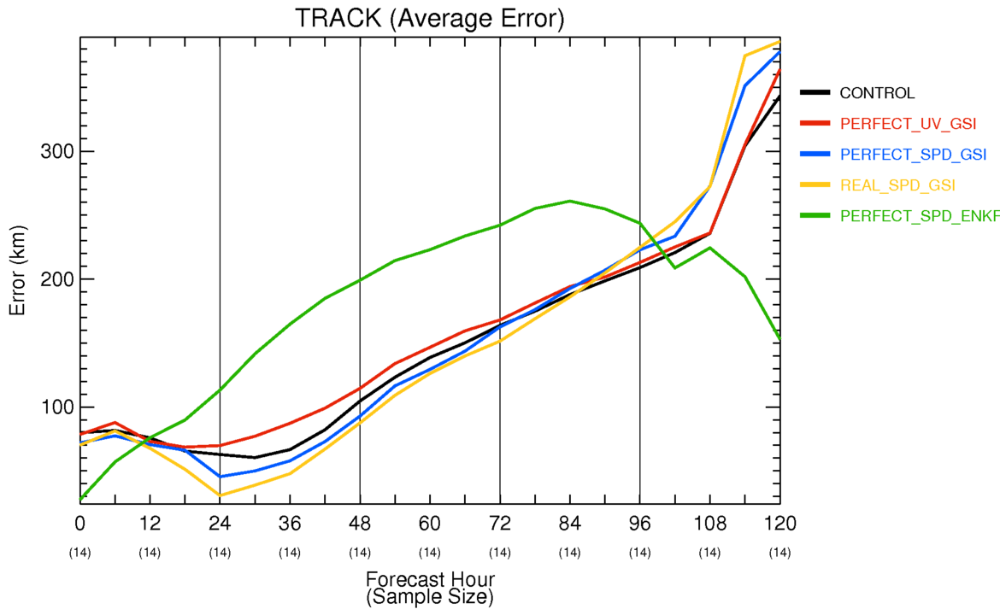 TRACK (Average Error)
300
200
100
Error (km)
0 12 24 36 48 60 72 84 96 108 120
(14) (14) (14) (14) (14) (14) (14) (14) (14) (14) (14)
Forecast Hour
(Sample Size)
CONTROL
PERFECT_UV_GSI
PERFECT_SPD_GSI
REAL_SPD_GSI
PERFECT_SPD_ENKF